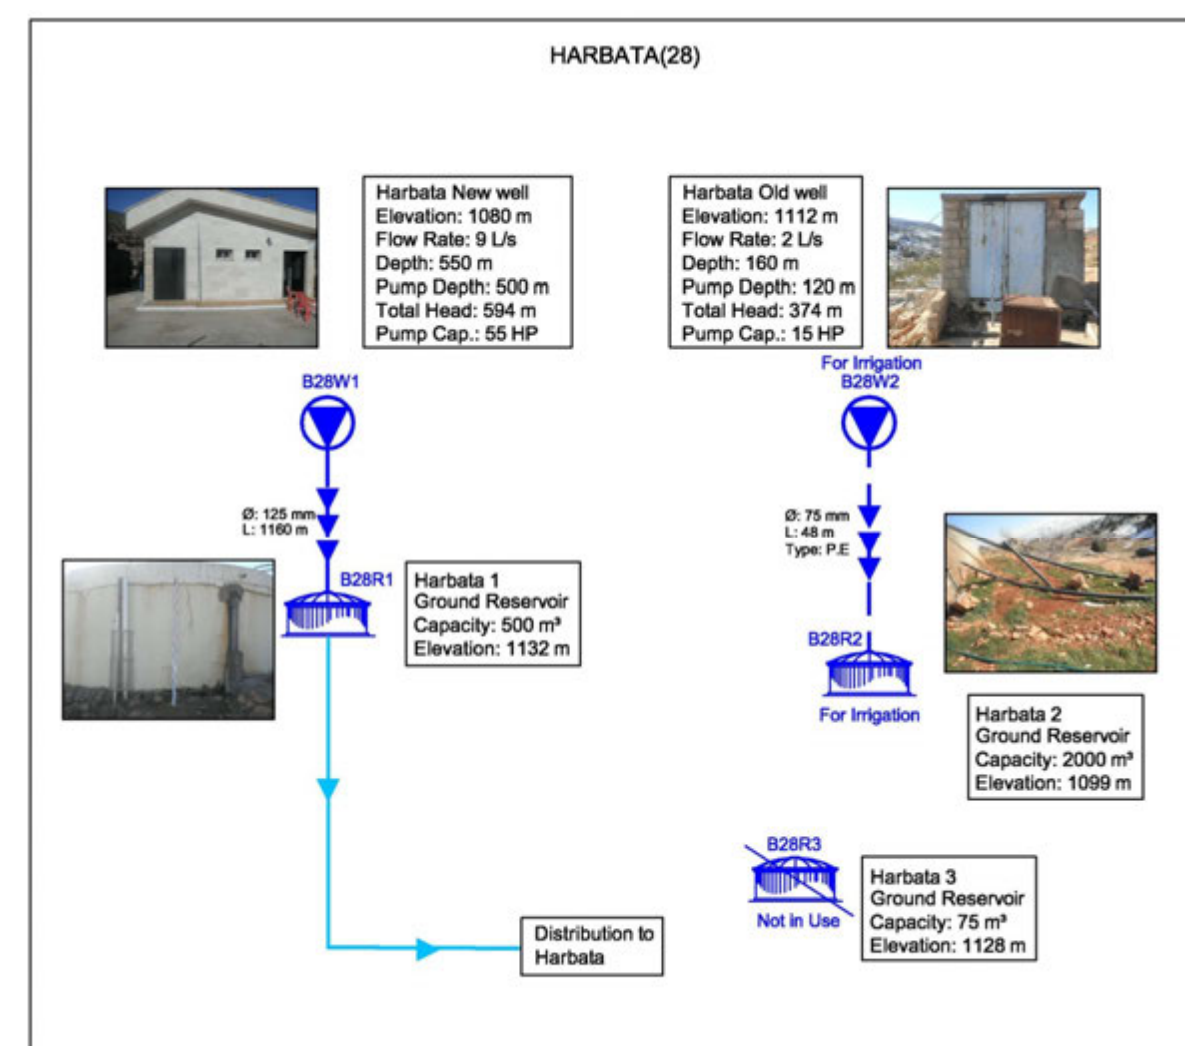 HARBATA(28)
Harbata New well
Elevation: 1080 m
Flow Rate: 9 L/s
Depth: 550 m
Pump Depth: 500 m
Total Head: 594 m
Pump Cap.: 55 HP
Harbata Old well
Elevation: 1112 m
Flow Rate: 2 L/s
Depth: 160 m
Pump Depth: 120 m
Total Head: 374 m
Pump Cap.: 15 HP
B28W1
For Irrigation
B28W2
Ø: 125 mm
L: 1160 m
Ø: 75 mm
L: 48 m
Type: P.E
B28R1
Harbata 1
Ground Reservoir
Capacity: 500 m³
Elevation: 1132 m
B28R2
For Irrigation
Harbata 2
Ground Reservoir
Capacity: 2000 m³
Elevation: 1099 m
B28R3
Not in Use
Harbata 3
Ground Reservoir
Capacity: 75 m³
Elevation: 1128 m
Distribution to
Harbata